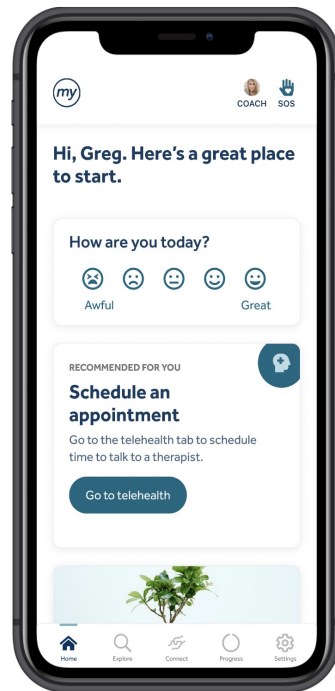 my
COACH
SOS
Hi, Greg. Here's a great place
to start.
How are you today?
Awful
Great
RECOMMENDED FOR YOU
Schedule an
appointment
Go to the telehealth tab to schedule
time to talk to a therapist.
Go to telehealth
Home
Explore
Connect
Progress
Settings